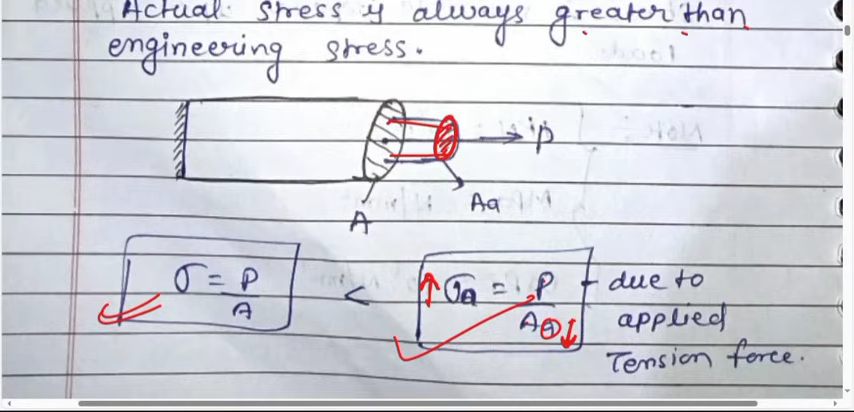 Actual stress is always greater than
engineering stress.
P
A
Aa
σ = P/A < σa = P/Aa
due to
applied
Tension force.